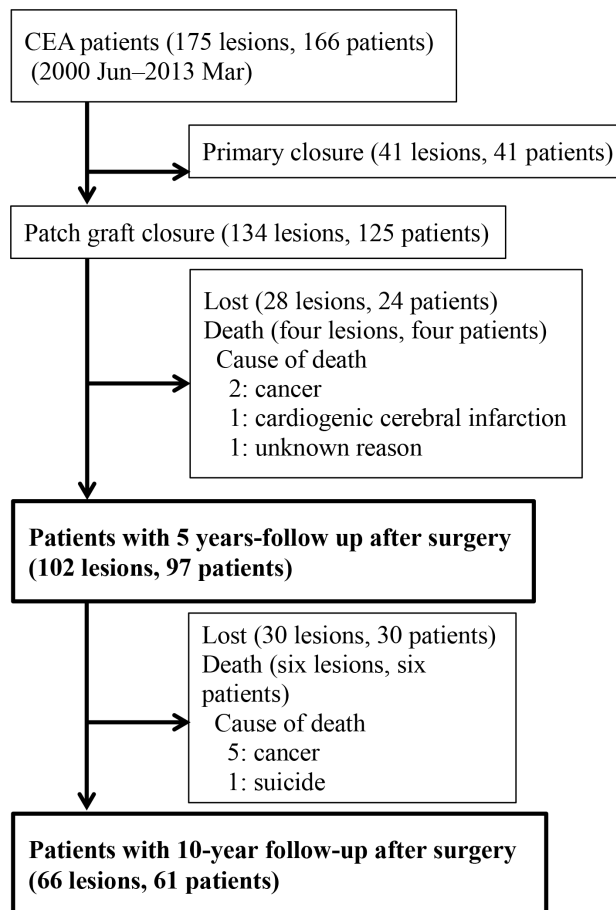 CEA patients (175 lesions, 166 patients)
(2000 Jun–2013 Mar)
Primary closure (41 lesions, 41 patients)
Patch graft closure (134 lesions, 125 patients)
Lost (28 lesions, 24 patients)
Death (four lesions, four patients)
Cause of death
2: cancer
1: cardiogenic cerebral infarction
1: unknown reason
Patients with 5 years-follow up after surgery
(102 lesions, 97 patients)
Lost (30 lesions, 30 patients)
Death (six lesions, six
patients)
Cause of death
5: cancer
1: suicide
Patients with 10-year follow-up after surgery
(66 lesions, 61 patients)